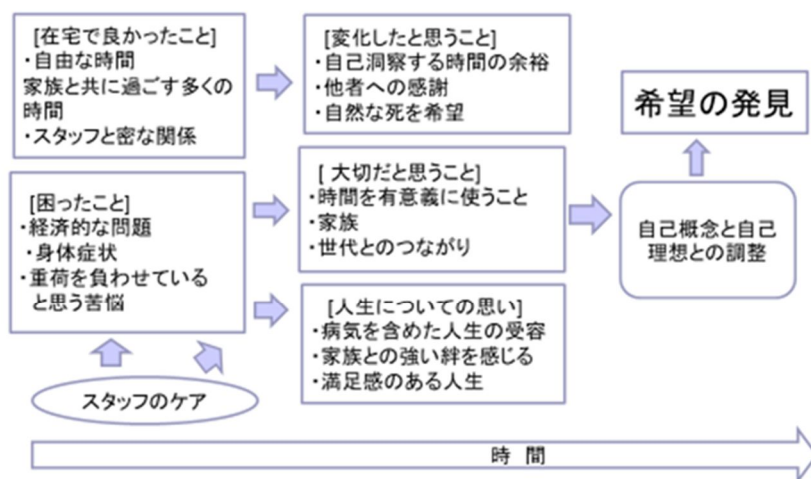 [在宅で良かったこと]
・自由な時間
家族と共に過ごす多くの
時間
・スタッフと密な関係
[困ったこと]
・経済的な問題
・身体症状
・重荷を負わせている
と思う苦悩
スタッフのケア
[変化したと思うこと]
・自己洞察する時間の余裕
・他者への感謝
・自然な死を希望
[ 大切だと思うこと]
・時間を有意義に使うこと
・家族
・世代とのつながり
[人生についての思い]
・病気を含めた人生の受容
・家族との強い絆を感じる
・満足感のある人生
希望の発見
自己概念と自己
理想との調整
時 間